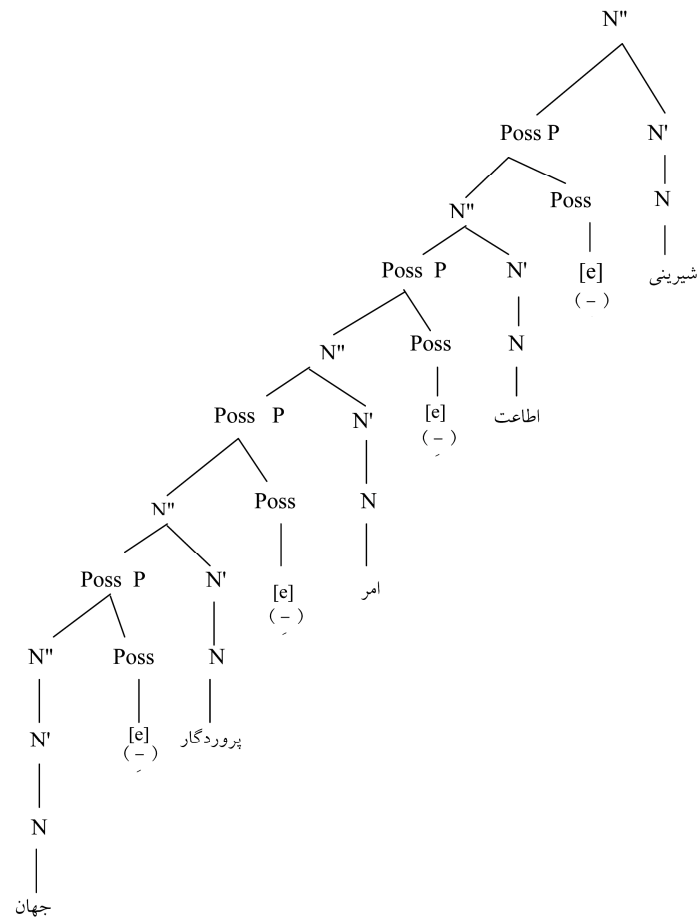 N"
Poss P N'
N" Poss N
Poss P N' [e] شیرینی
(–)
N" Poss N
Poss P N' [e] اطاعت
(–ِ)
N" Poss N
Poss P N' [e] امر
(–ِ)
N" Poss N
N' [e] پروردگار
(–ِ)
N
جهان